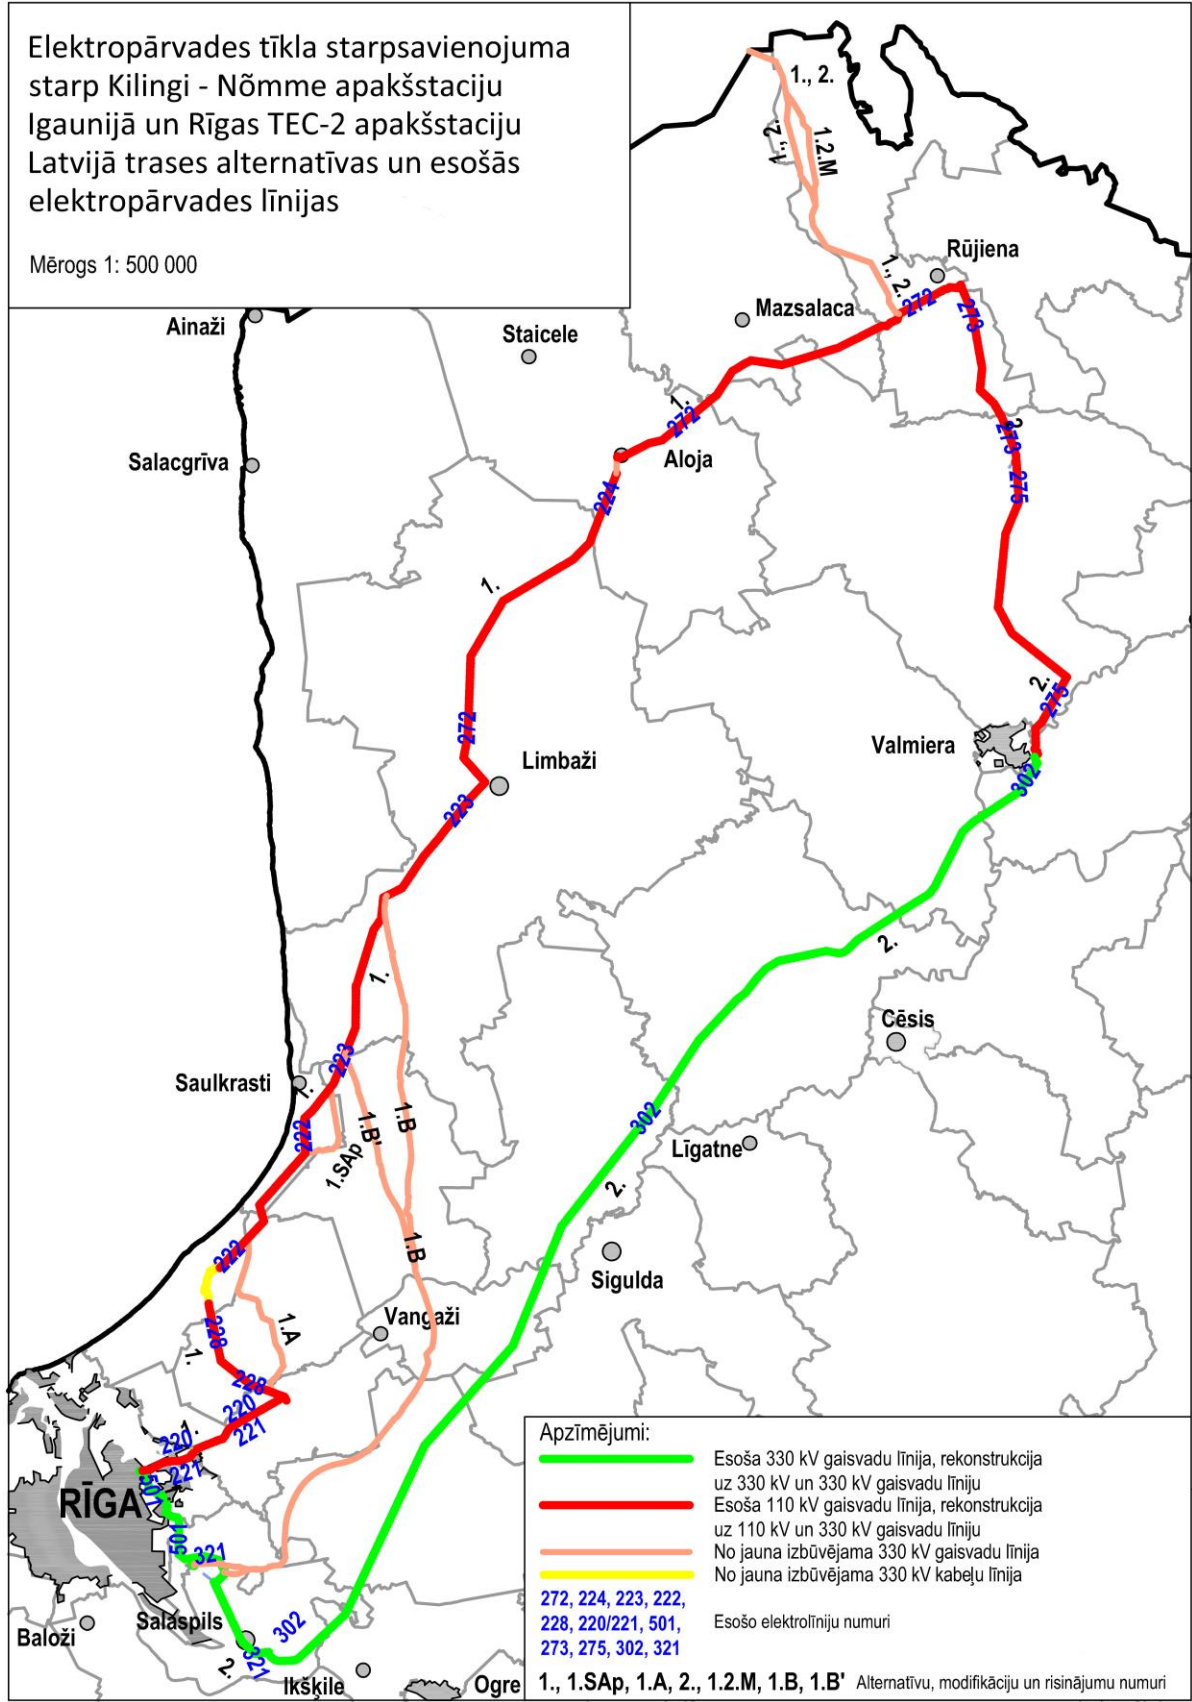 Elektropārvades tīkla starpsavienojuma
starp Kilingi - Nõmme apakšstaciju
Igaunijā un Rīgas TEC-2 apakšstaciju
Latvijā trases alternatīvas un esošās
elektropārvades līnijas
Mērogs 1: 500 000
1., 2.
1., 2.
1.2.M
1., 2.
Rūjiena
272
273
Mazsalaca
Ainaži
Staicele
1.
272
2.
273
Salacgrīva
Aloja
224
275
1.
2.
275
272
Valmiera
Limbaži
302
223
2.
1.
Cēsis
223
Saulkrasti
1.
1.B'
1.B
302
222
Līgatne
1.SAp
2.
222
1.B
Sigulda
Vangaži
228
1.A
1.
228
220
221
1.
220
221
501
RĪGA
501
321
Salaspils
302
Baloži
321
2.
Ikšķile
Ogre
Apzīmējumi:
Esoša 330 kV gaisvadu līnija, rekonstrukcija
uz 330 kV un 330 kV gaisvadu līniju
Esoša 110 kV gaisvadu līnija, rekonstrukcija
uz 110 kV un 330 kV gaisvadu līniju
No jauna izbūvējama 330 kV gaisvadu līnija
No jauna izbūvējama 330 kV kabeļu līnija
272, 224, 223, 222,
228, 220/221, 501,
273, 275, 302, 321
Esošo elektrolīniju numuri
1., 1.SAp, 1.A, 2., 1.2.M, 1.B, 1.B' Alternatīvu, modifikāciju un risinājumu numuri